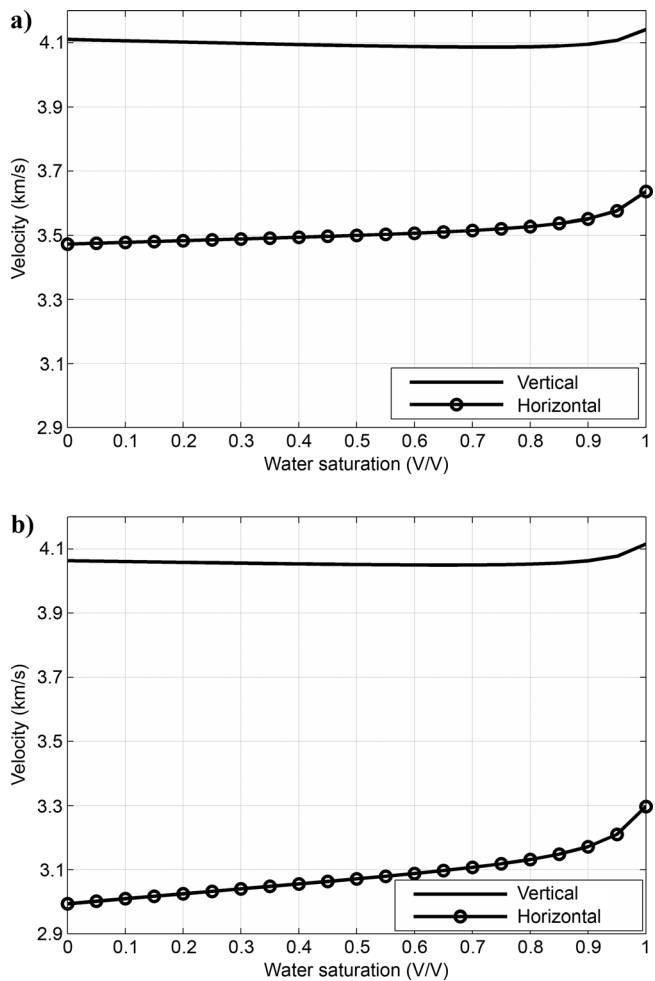 a)
4.1
3.9
3.7
3.5
3.3
3.1
2.9
Velocity (km/s)
Vertical
Horizontal
0 0.1 0.2 0.3 0.4 0.5 0.6 0.7 0.8 0.9 1
Water saturation (V/V)
b)
4.1
3.9
3.7
3.5
3.3
3.1
2.9
Velocity (km/s)
Vertical
Horizontal
0 0.1 0.2 0.3 0.4 0.5 0.6 0.7 0.8 0.9 1
Water saturation (V/V)